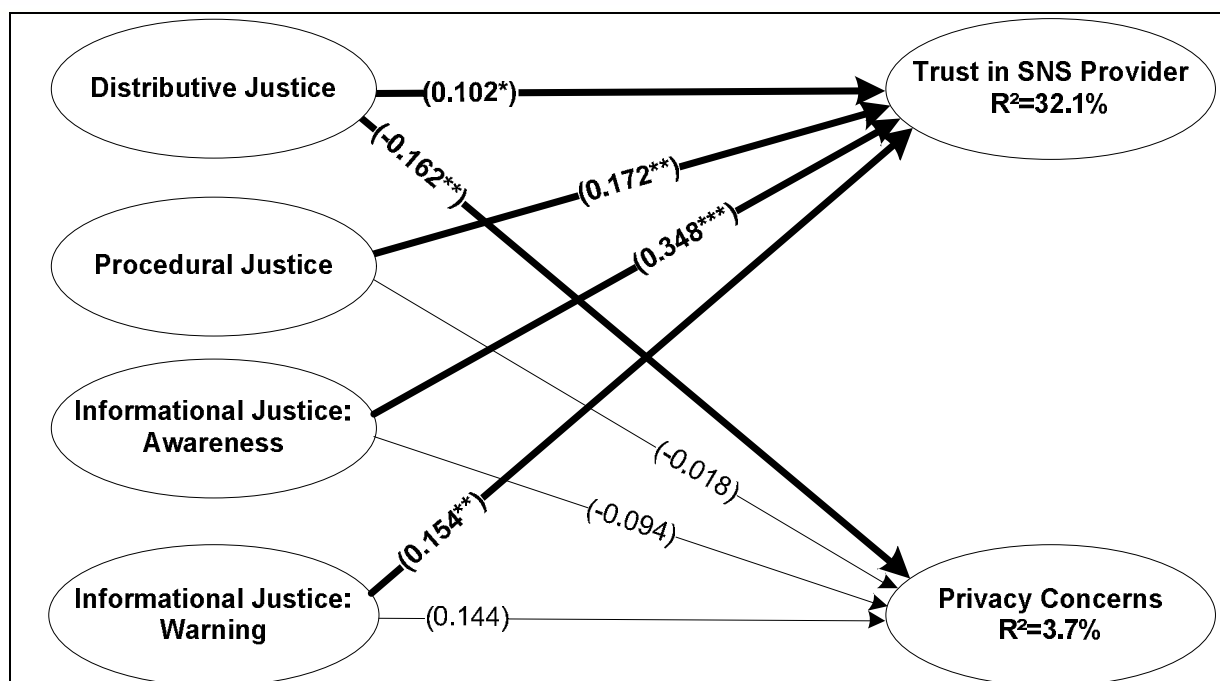 Distributive Justice
(0.102*)
Trust in SNS Provider
R²=32.1%
(-0.162**)
(0.172**)
Procedural Justice
(0.348***)
Informational Justice:
Awareness
(-0.018)
(-0.094)
(0.154**)
Informational Justice:
Warning
(0.144)
Privacy Concerns
R²=3.7%